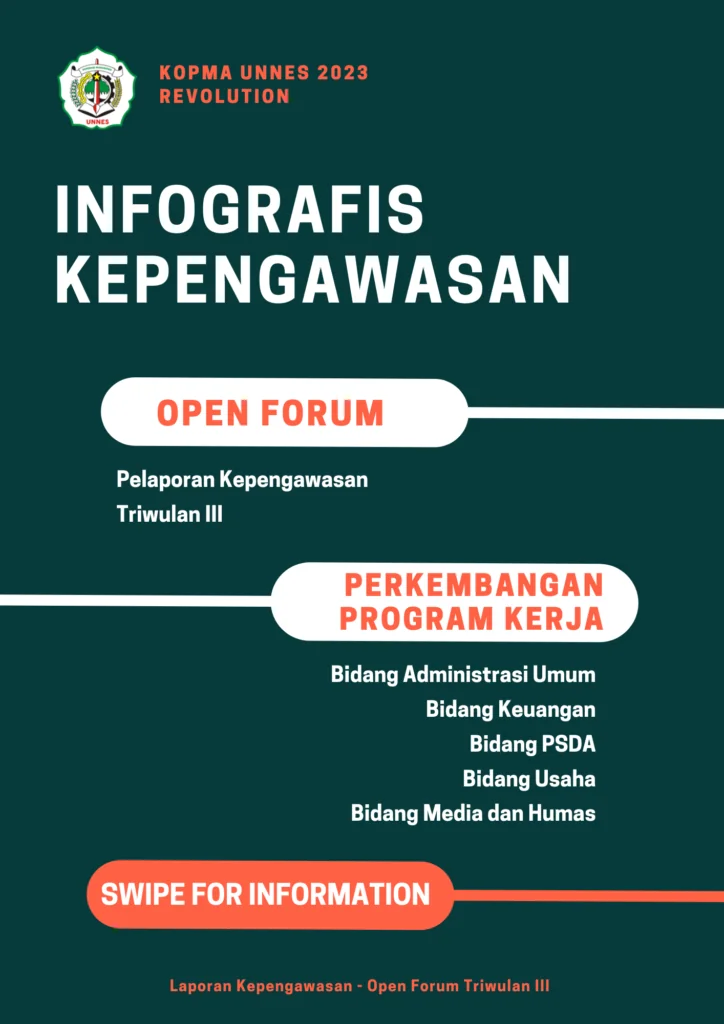 UNNES
KOPMA UNNES 2023
REVOLUTION
INFOGRAFIS
KEPENGAWASAN
OPEN FORUM
Pelaporan Kepengawasan
Triwulan III
PERKEMBANGAN
PROGRAM KERJA
Bidang Administrasi Umum
Bidang Keuangan
Bidang PSDA
Bidang Usaha
Bidang Media dan Humas
SWIPE FOR INFORMATION
Laporan Kepengawasan - Open Forum Triwulan III